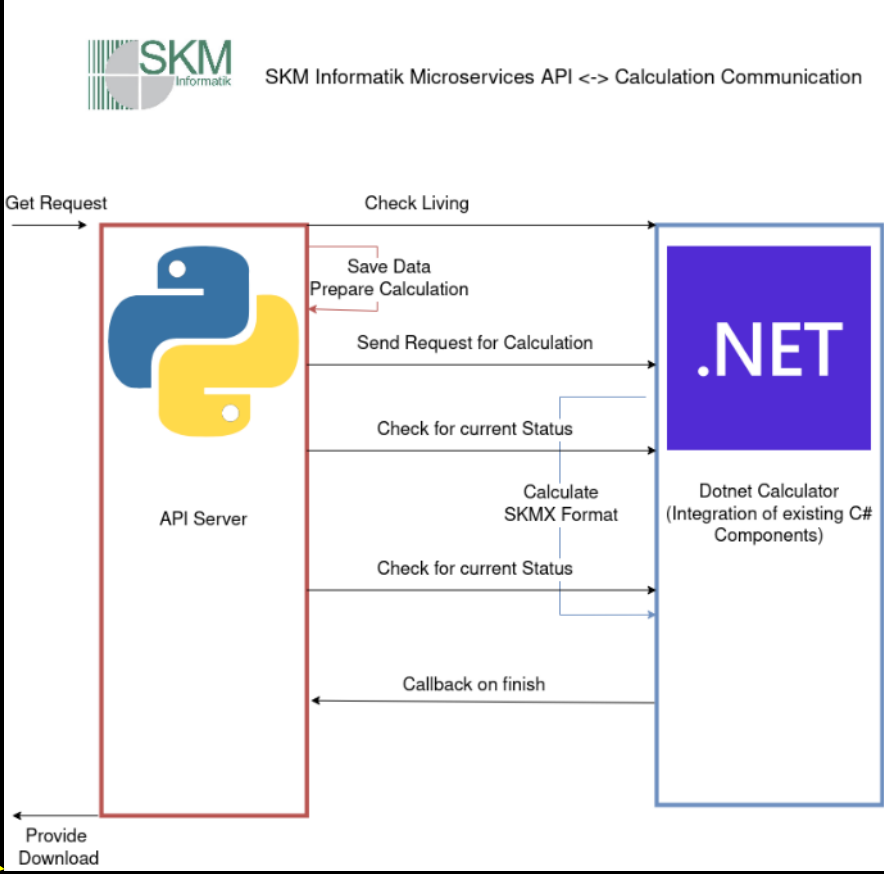 SKM
Informatik
SKM Informatik Microservices API <-> Calculation Communication
Get Request
Check Living
Save Data
Prepare Calculation
Send Request for Calculation
.NET
Check for current Status
Calculate
SKMX Format
API Server
Dotnet Calculator
(Integration of existing C#
Components)
Check for current Status
Callback on finish
Provide
Download